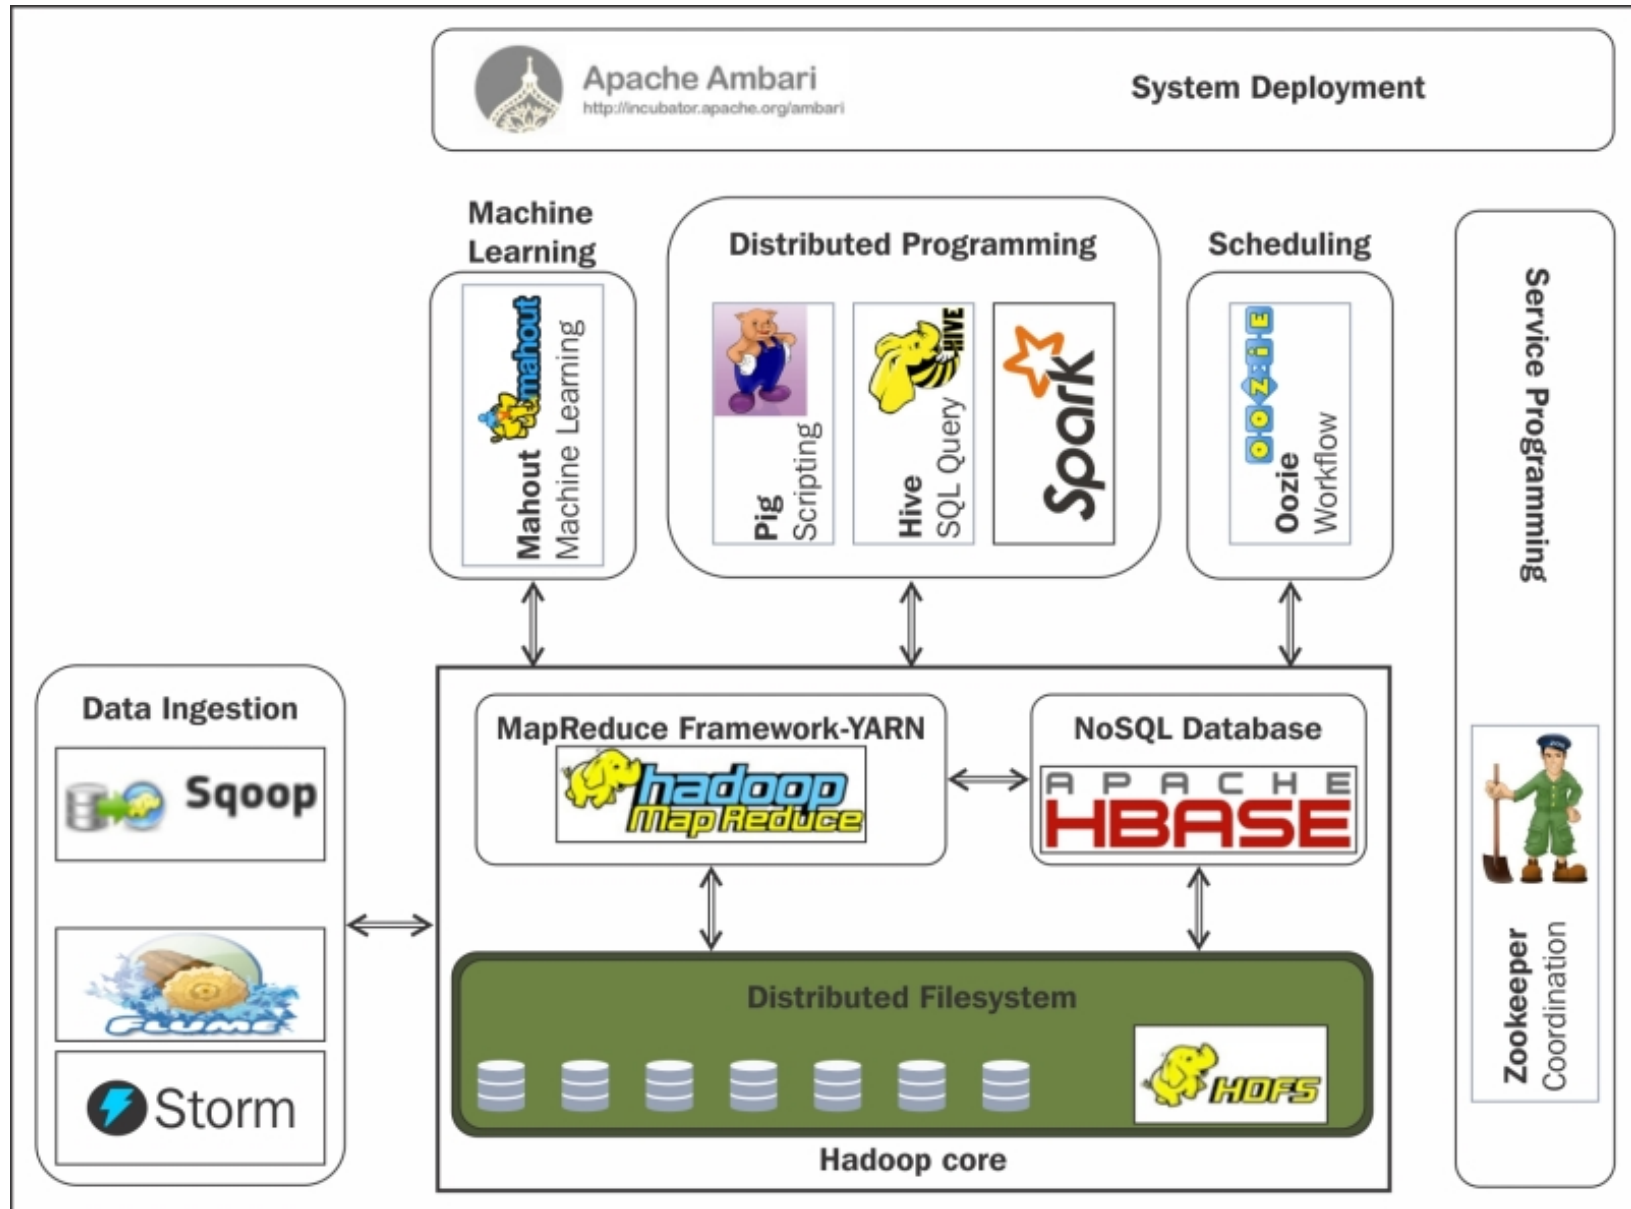 Apache Ambari
http://incubator.apache.org/ambari
System Deployment
Machine
Learning
mahout
Mahout
Machine Learning
Distributed Programming
Pig
Scripting
HIVE
Hive
SQL Query
Spark
Scheduling
OOZIE
Oozie
Workflow
Service Programming
Zookeeper
Coordination
Data Ingestion
Sqoop
FLUME
Storm
MapReduce Framework-YARN
hadoop
Map Reduce
NoSQL Database
APACHE
HBASE
Distributed Filesystem
HDFS
Hadoop core